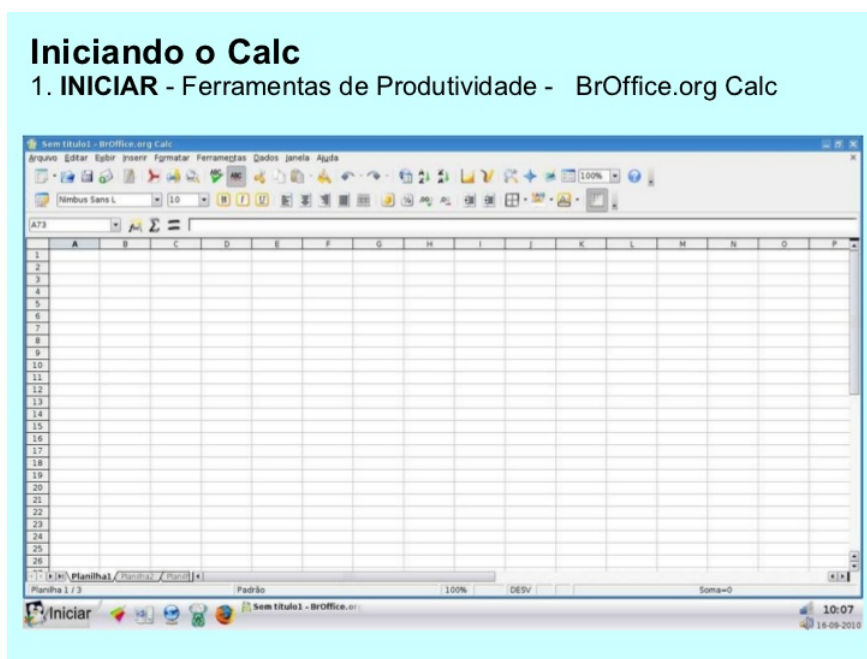 Iniciando o Calc
1. INICIAR - Ferramentas de Produtividade - BrOffice.org Calc
Sem título1 - BrOffice.org Calc
Arquivo Editar Exibir Inserir Formatar Ferramentas Dados Janela Ajuda
ABC 100%
Nimbus Sans L 10
A73
A B C D E F G H I J K L M N O P
1
2
3
4
5
6
7
8
9
10
11
12
13
14
15
16
17
18
19
20
21
22
23
24
25
26
Planilha1 Planilha2
Planilha 1 / 3 Padrão 100% DESV Soma=0
Iniciar Sem título1 - BrOffice.or 10:07
16-09-2010